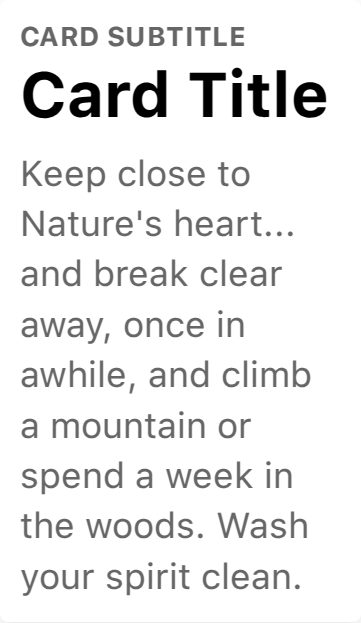 CARD SUBTITLE
Card Title
Keep close to
Nature's heart...
and break clear
away, once in
awhile, and climb
a mountain or
spend a week in
the woods. Wash
your spirit clean.